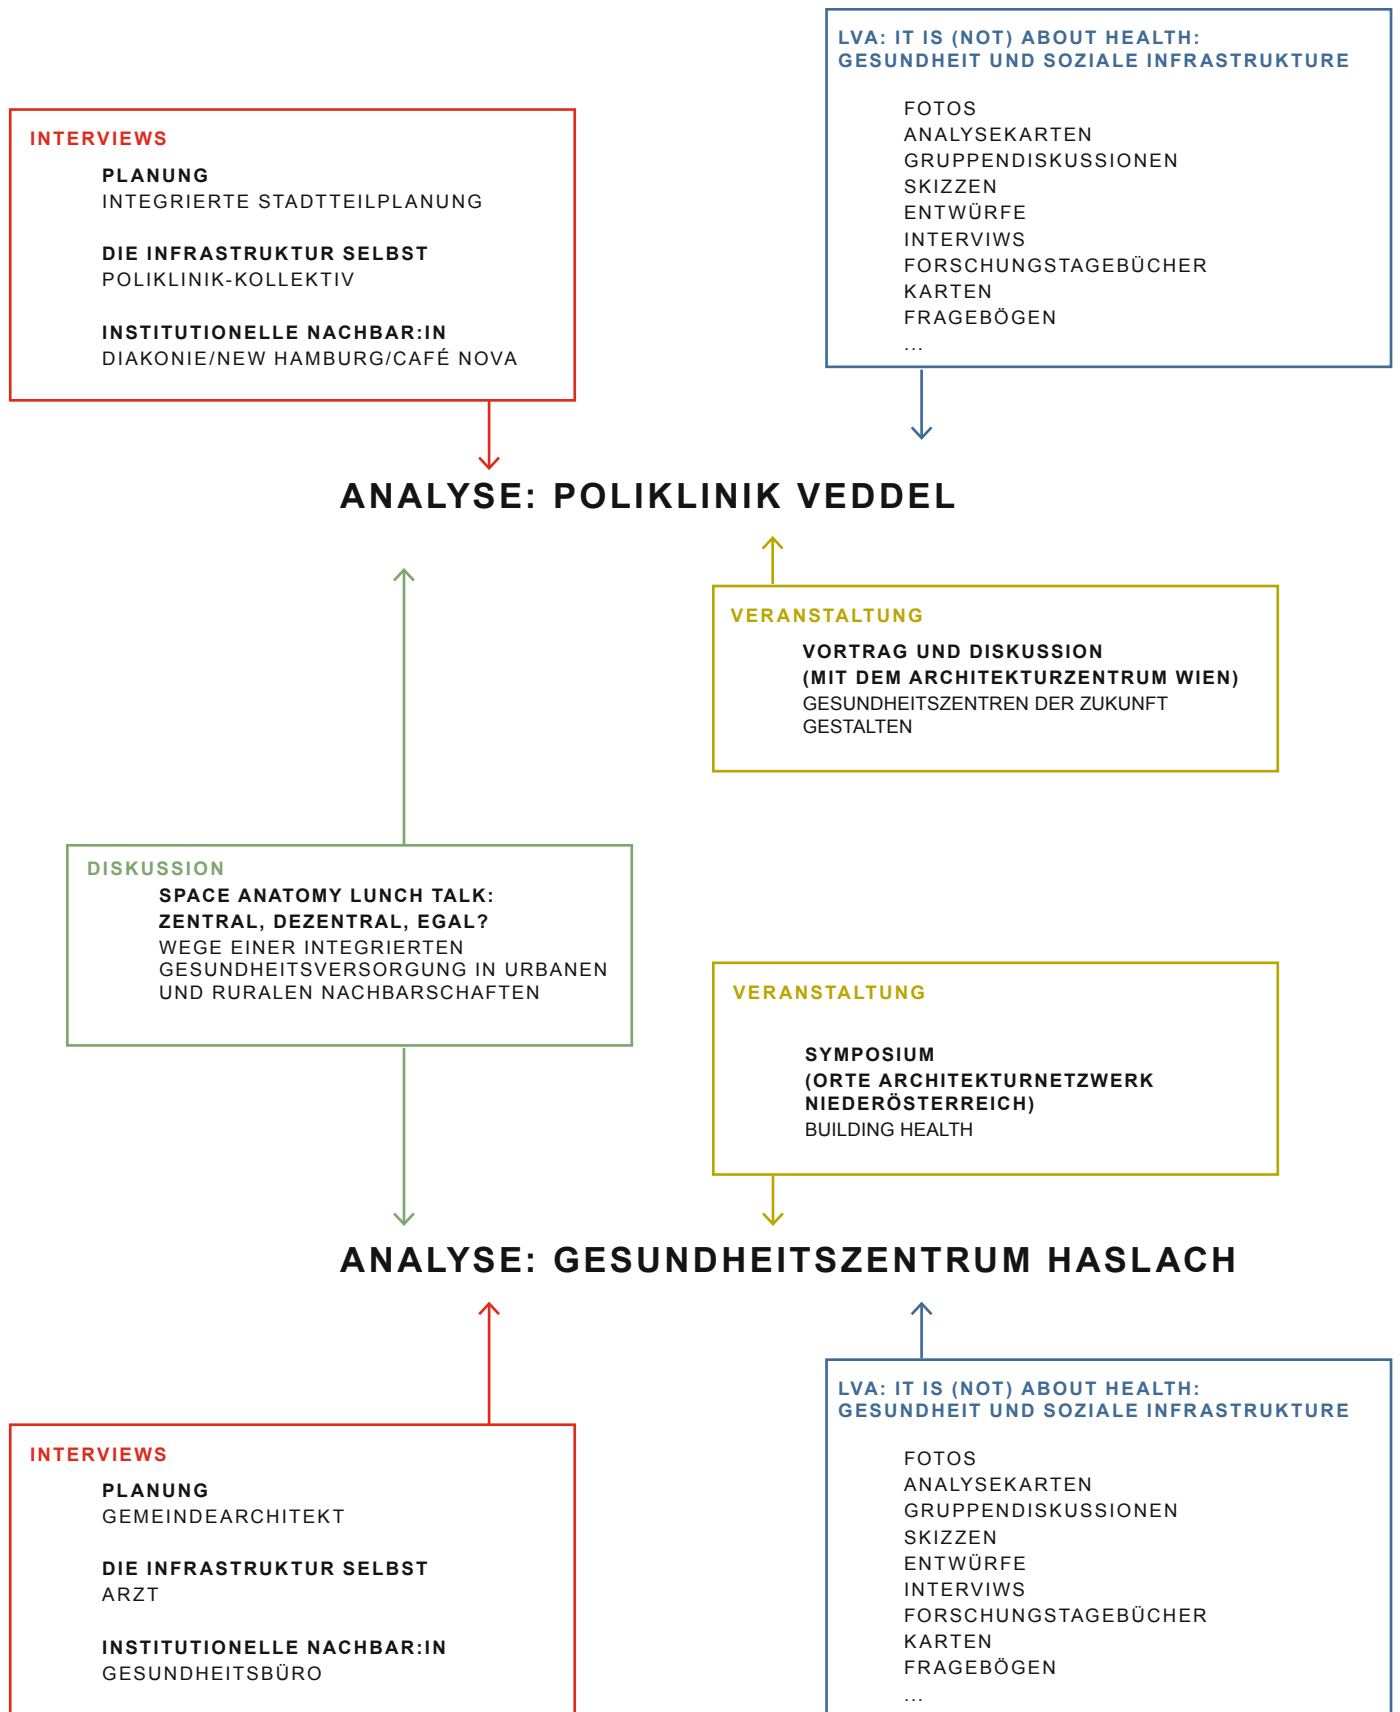 LVA: IT IS (NOT) ABOUT HEALTH:
GESUNDHEIT UND SOZIALE INFRASTRUKTURE
FOTOS
ANALYSEKARTEN
GRUPPENDISKUSSIONEN
SKIZZEN
ENTWÜRFE
INTERVIWS
FORSCHUNGSTAGEBÜCHER
KARTEN
FRAGEBÖGEN
...
INTERVIEWS
PLANUNG
INTEGRIERTE STADTTEILPLANUNG
DIE INFRASTRUKTUR SELBST
POLIKLINIK-KOLLEKTIV
INSTITUTIONELLE NACHBAR:IN
DIAKONIE/NEW HAMBURG/CAFÉ NOVA
ANALYSE: POLIKLINIK VEDDEL
VERANSTALTUNG
VORTRAG UND DISKUSSION
(MIT DEM ARCHITEKTURZENTRUM WIEN)
GESUNDHEITSZENTREN DER ZUKUNFT
GESTALTEN
DISKUSSION
SPACE ANATOMY LUNCH TALK:
ZENTRAL, DEZENTRAL, EGAL?
WEGE EINER INTEGRIERTEN
GESUNDHEITSVERSORGUNG IN URBANEN
UND RURALEN NACHBARSCHAFTEN
VERANSTALTUNG
SYMPOSIUM
(ORTE ARCHITEKTURNETZWERK
NIEDERÖSTERREICH)
BUILDING HEALTH
ANALYSE: GESUNDHEITSZENTRUM HASLACH
INTERVIEWS
PLANUNG
GEMEINDEARCHITEKT
DIE INFRASTRUKTUR SELBST
ARZT
INSTITUTIONELLE NACHBAR:IN
GESUNDHEITSBÜRO
LVA: IT IS (NOT) ABOUT HEALTH:
GESUNDHEIT UND SOZIALE INFRASTRUKTURE
FOTOS
ANALYSEKARTEN
GRUPPENDISKUSSIONEN
SKIZZEN
ENTWÜRFE
INTERVIWS
FORSCHUNGSTAGEBÜCHER
KARTEN
FRAGEBÖGEN
...